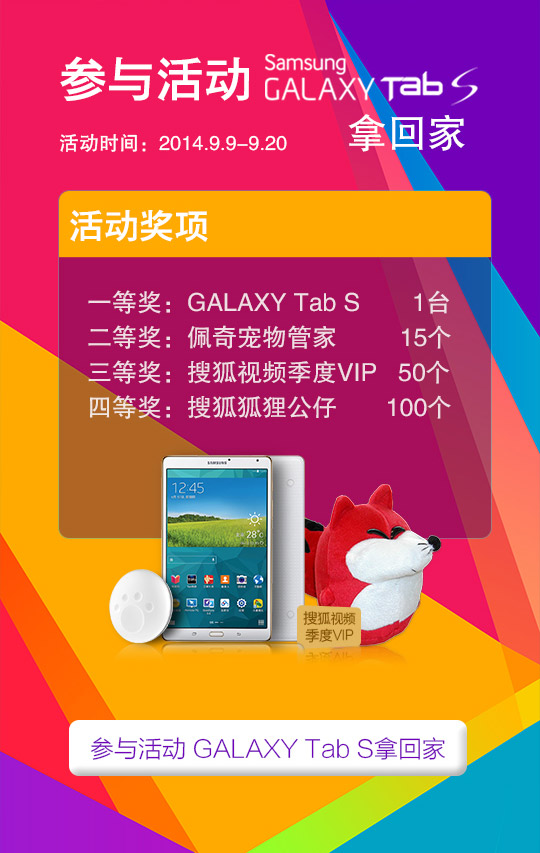 参与活动 Samsung GALAXY Tab S
拿回家
活动时间：2014.9.9-9.20
活动奖项
一等奖：GALAXY Tab S 1台
二等奖：佩奇宠物管家 15个
三等奖：搜狐视频季度VIP 50个
四等奖：搜狐狐狸公仔 100个
SAMSUNG
12:45
28°C
搜狐视频
季度VIP
参与活动 GALAXY Tab S拿回家